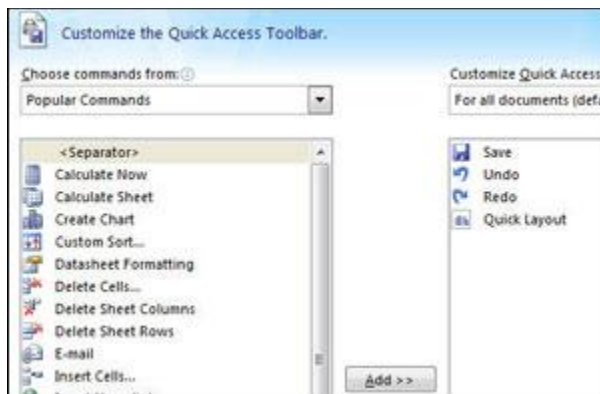 Customize the Quick Access Toolbar.
Choose commands from:
Customize Quick Access
Popular Commands
For all documents (defa
<Separator>
Calculate Now
Calculate Sheet
Create Chart
Custom Sort...
Datasheet Formatting
Delete Cells...
Delete Sheet Columns
Delete Sheet Rows
E-mail
Insert Cells...
Add >>
Save
Undo
Redo
Quick Layout